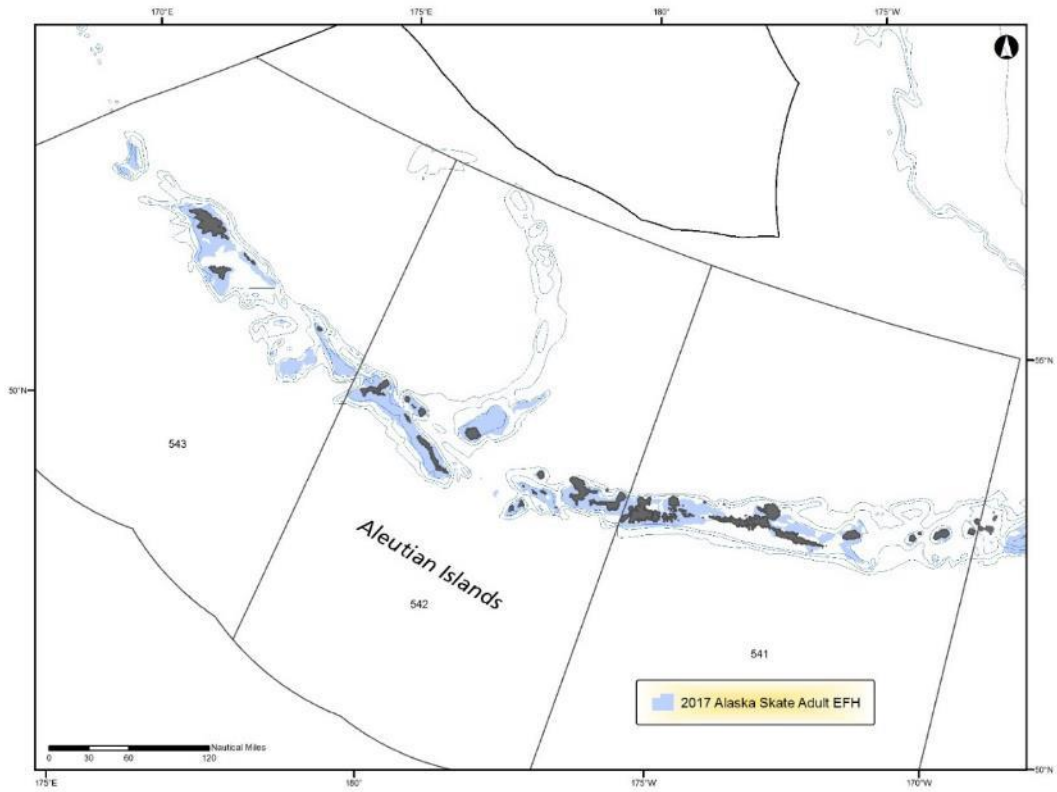 170°E 175°E 180° 175°W
55°N
50°N
543
Aleutian Islands
542
541
2017 Alaska Skate Adult EFH
Nautical Miles
0 30 60 120
50°N
175°E 180° 175°W 170°W